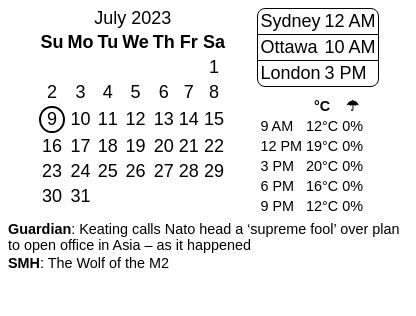 July 2023
Su Mo Tu We Th Fr Sa
1
2 3 4 5 6 7 8
9 10 11 12 13 14 15
16 17 18 19 20 21 22
23 24 25 26 27 28 29
30 31
Sydney 12 AM
Ottawa 10 AM
London 3 PM
°C ☂
9 AM 12°C 0%
12 PM 19°C 0%
3 PM 20°C 0%
6 PM 16°C 0%
9 PM 12°C 0%
Guardian: Keating calls Nato head a ‘supreme fool’ over plan
to open office in Asia – as it happened
SMH: The Wolf of the M2